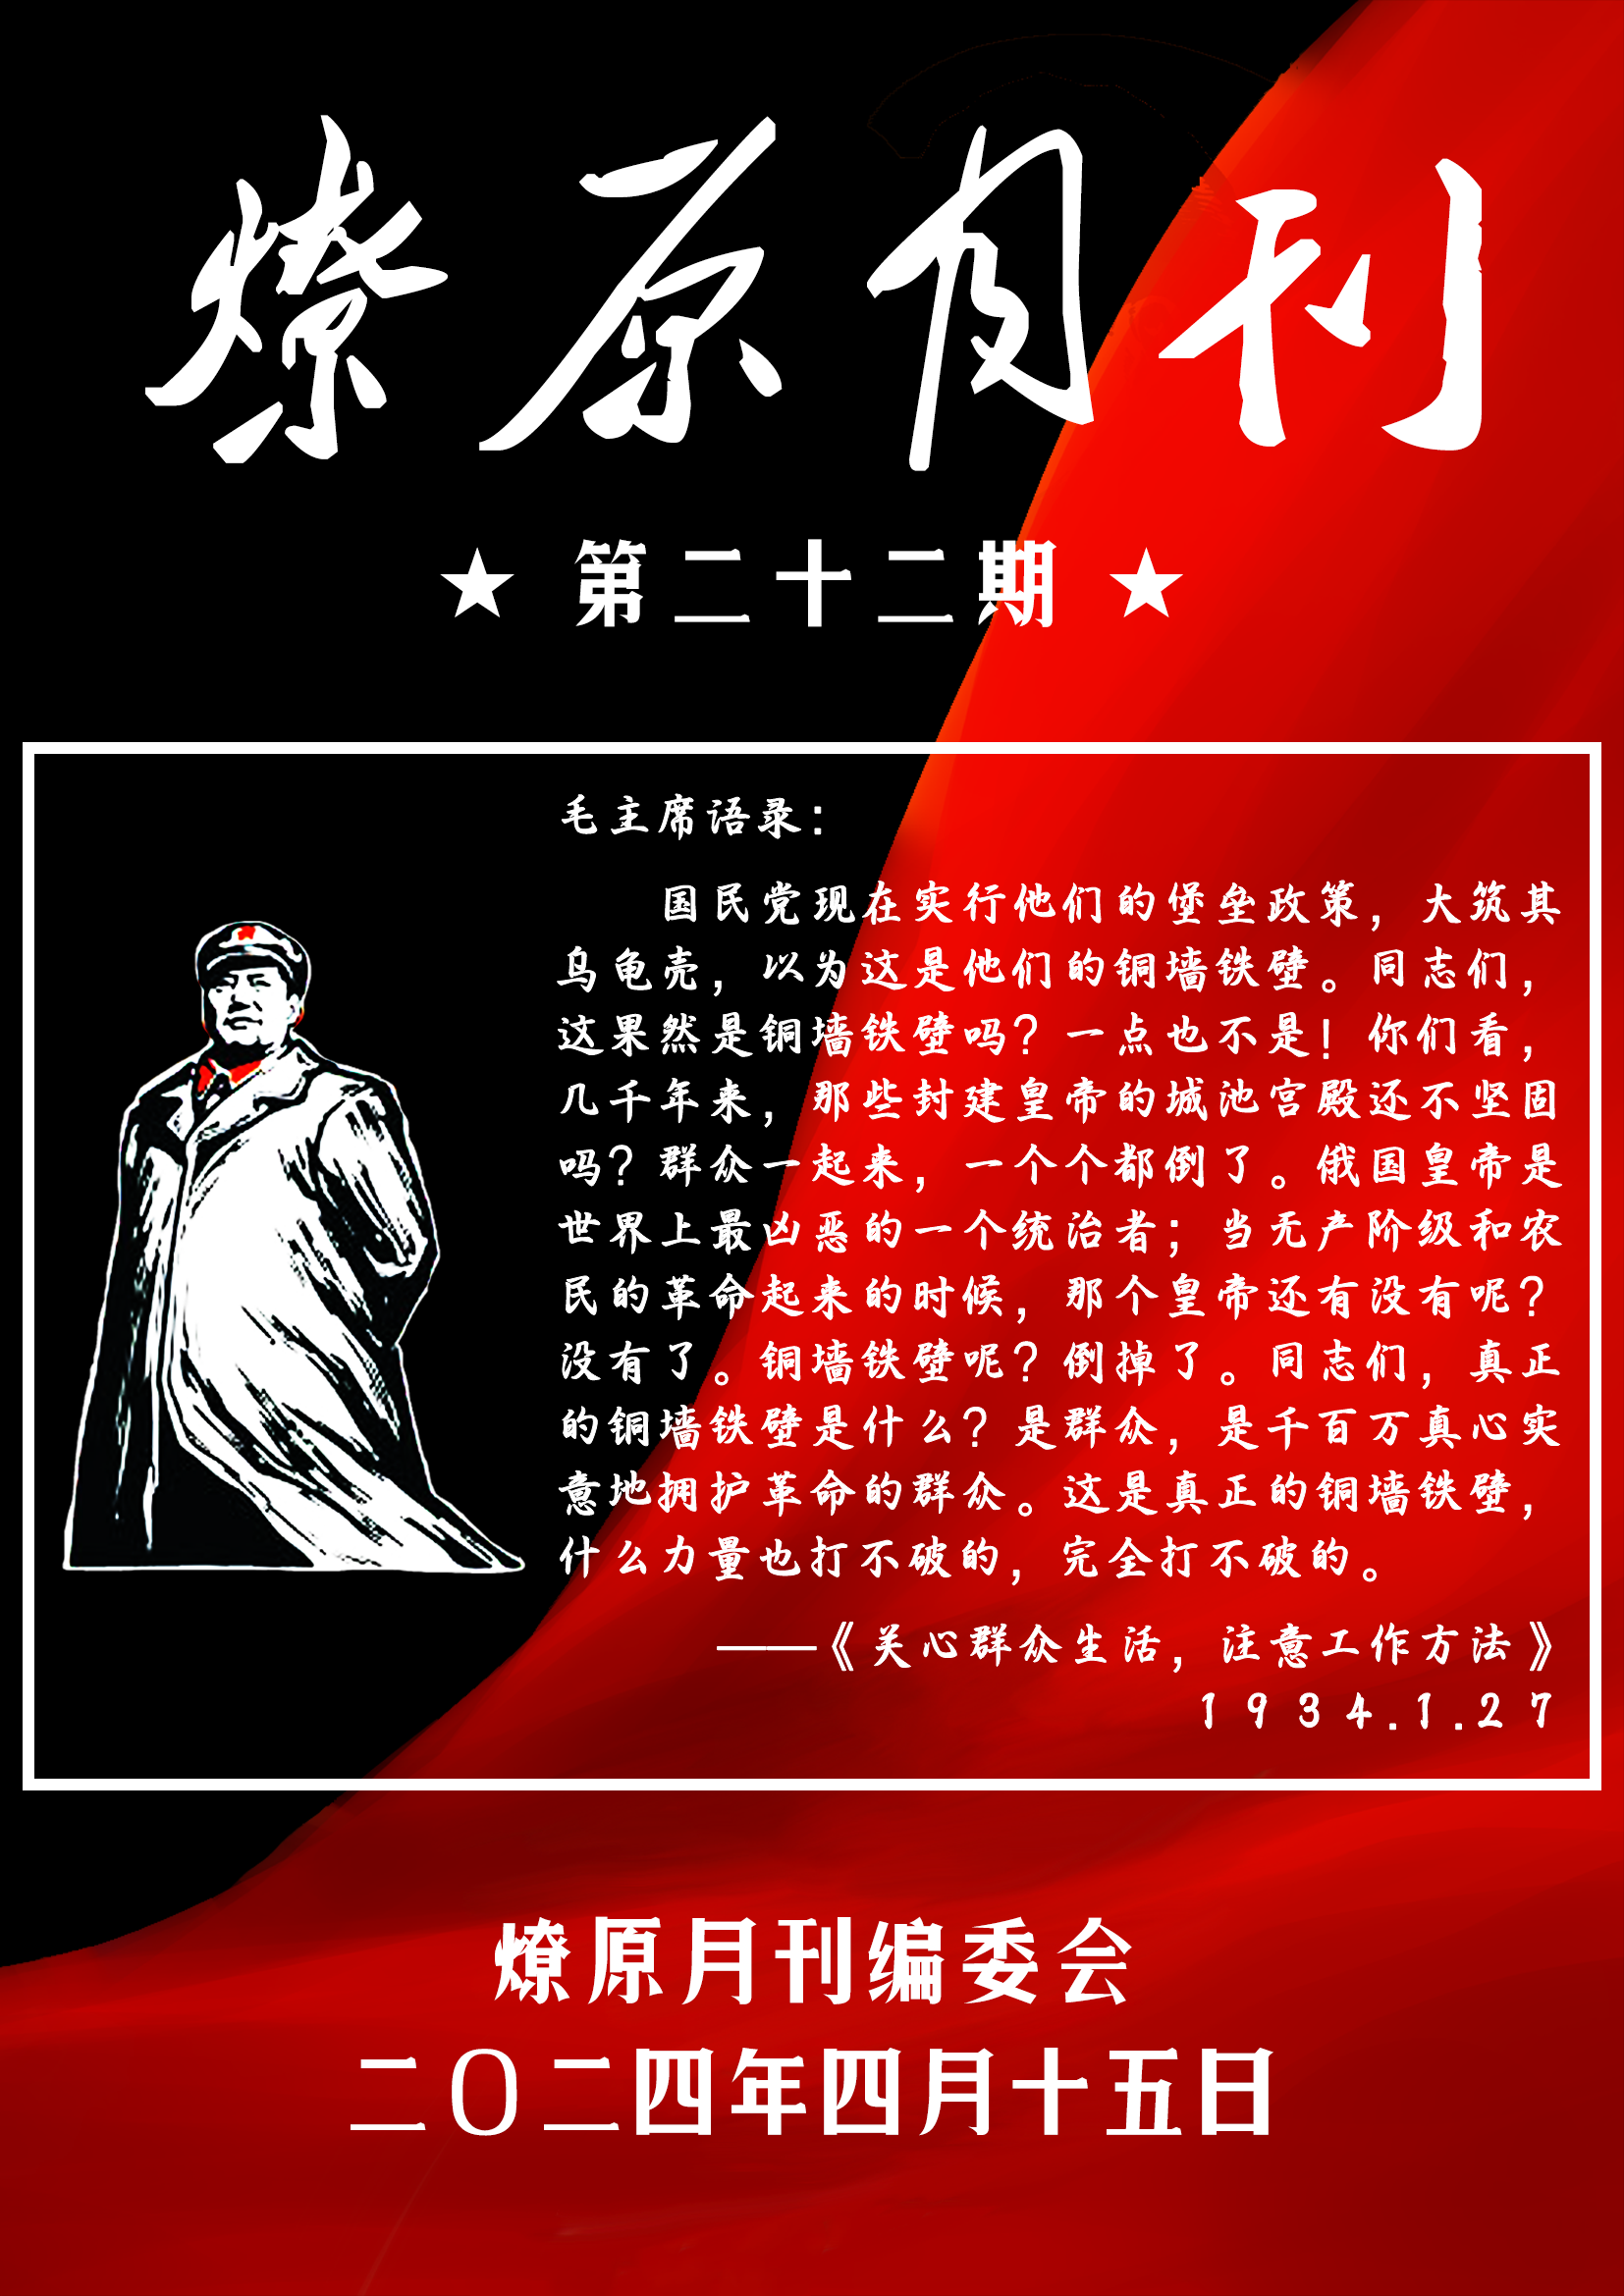 燎原月刊
★ 第二十二期 ★
毛主席语录：
国民党现在实行他们的堡垒政策，大筑其
乌龟壳，以为这是他们的铜墙铁壁。同志们，
这果然是铜墙铁壁吗？一点也不是！你们看，
几千年来，那些封建皇帝的城池宫殿还不坚固
吗？群众一起来，一个个都倒了。俄国皇帝是
世界上最凶恶的一个统治者；当无产阶级和农
民的革命起来的时候，那个皇帝还有没有呢？
没有了。铜墙铁壁呢？倒掉了。同志们，真正
的铜墙铁壁是什么？是群众，是千百万真心实
意地拥护革命的群众。这是真正的铜墙铁壁，
什么力量也打不破的，完全打不破的。
——《关心群众生活，注意工作方法》
1934.1.27
燎原月刊编委会
二〇二四年四月十五日